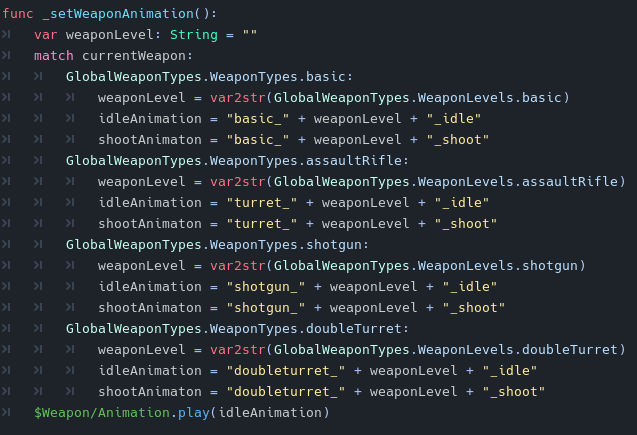 func _setWeaponAnimation():
var weaponLevel: String = ""
match currentWeapon:
GlobalWeaponTypes.WeaponTypes.basic:
weaponLevel = var2str(GlobalWeaponTypes.WeaponLevels.basic)
idleAnimation = "basic_" + weaponLevel + "_idle"
shootAnimaton = "basic_" + weaponLevel + "_shoot"
GlobalWeaponTypes.WeaponTypes.assaultRifle:
weaponLevel = var2str(GlobalWeaponTypes.WeaponLevels.assaultRifle)
idleAnimation = "turret_" + weaponLevel + "_idle"
shootAnimaton = "turret_" + weaponLevel + "_shoot"
GlobalWeaponTypes.WeaponTypes.shotgun:
weaponLevel = var2str(GlobalWeaponTypes.WeaponLevels.shotgun)
idleAnimation = "shotgun_" + weaponLevel + "_idle"
shootAnimaton = "shotgun_" + weaponLevel + "_shoot"
GlobalWeaponTypes.WeaponTypes.doubleTurret:
weaponLevel = var2str(GlobalWeaponTypes.WeaponLevels.doubleTurret)
idleAnimation = "doubleturret_" + weaponLevel + "_idle"
shootAnimaton = "doubleturret_" + weaponLevel + "_shoot"
$Weapon/Animation.play(idleAnimation)